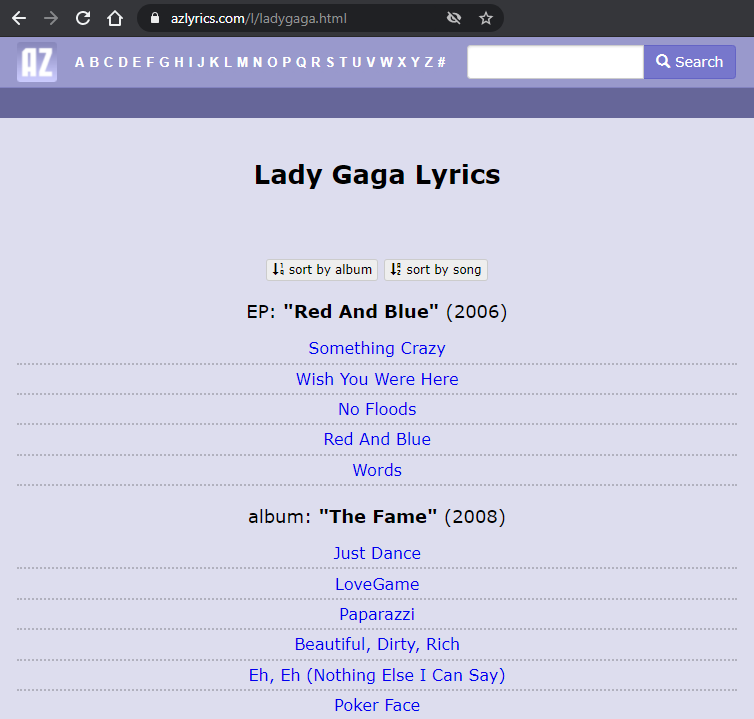 azlyrics.com/l/ladygaga.html
AZ
A B C D E F G H I J K L M N O P Q R S T U V W X Y Z #
Search
Lady Gaga Lyrics
sort by album
sort by song
EP: "Red And Blue" (2006)
Something Crazy
Wish You Were Here
No Floods
Red And Blue
Words
album: "The Fame" (2008)
Just Dance
LoveGame
Paparazzi
Beautiful, Dirty, Rich
Eh, Eh (Nothing Else I Can Say)
Poker Face